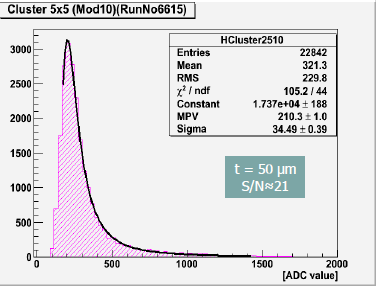 Cluster 5x5 (Mod10)(RunNo6615)
HCluster2510
Entries 22842
Mean 321.3
RMS 229.8
χ² / ndf 105.2 / 44
Constant 1.737e+04 ± 188
MPV 210.3 ± 1.0
Sigma 34.49 ± 0.39
t = 50 µm
S/N≈21
3000
2500
2000
1500
1000
500
0
0 500 1000 1500 2000
[ADC value]